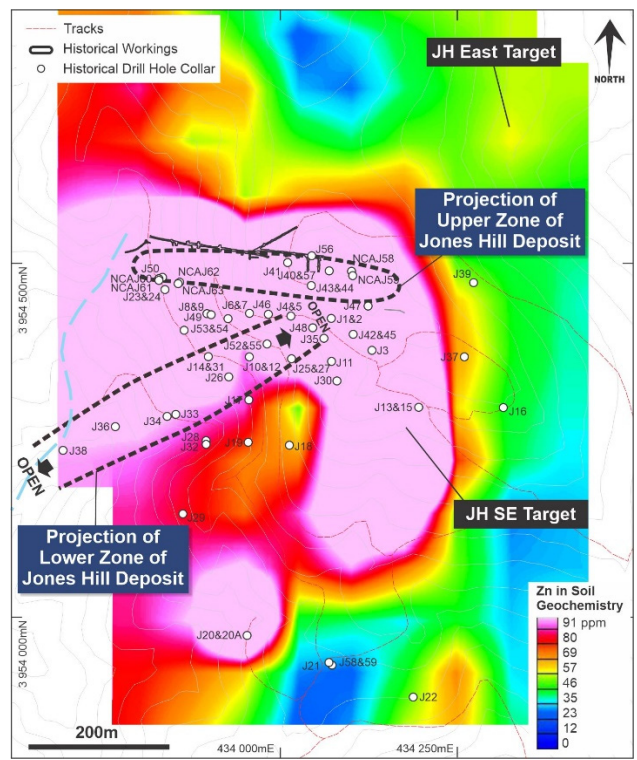 Tracks
Historical Workings
Historical Drill Hole Collar
NORTH
JH East Target
Projection of
Upper Zone of
Jones Hill Deposit
J56
J50
NCAJ60
NCAJ62
J41
J40&57
NCAJ58
NCAJ59
J39
3 954 500mN
NCAJ61
NCAJ63
J23&24
J43&44
J47
J8&9
J6&7
J46
J4&5
J1&2
J49
J53&54
J48
OPEN
J35
J42&45
J52&55
J3
J37
J14&31
J10&12
J25&27
J11
J26
J30
J17
J13&15
J16
J36
J34
J33
J38
J28
J32
J19
J18
OPEN
J29
JH SE Target
Projection of
Lower Zone of
Jones Hill Deposit
Zn in Soil
Geochemistry
91 ppm
80
69
57
46
35
23
12
0
J20&20A
J21
J58&59
J22
3 954 000mN
200m
434 000mE
434 250mE